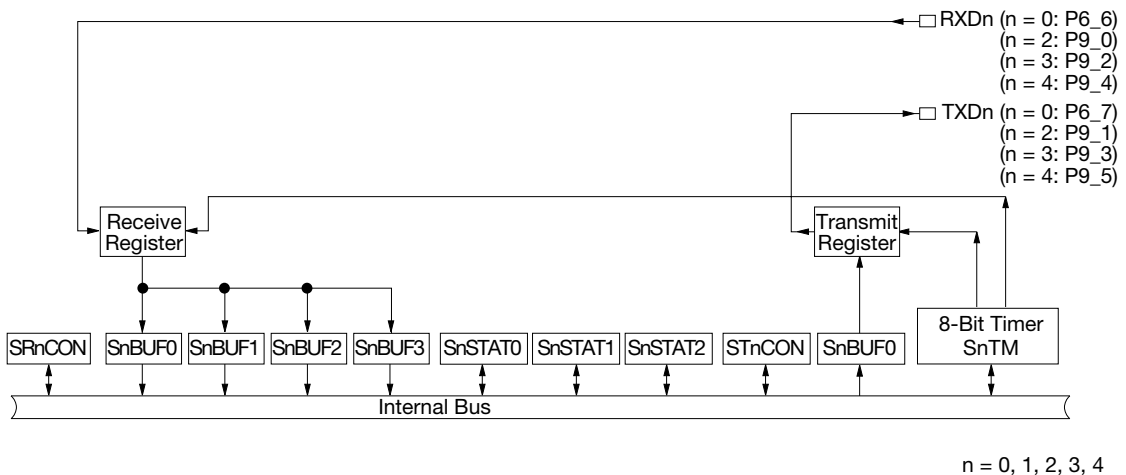 RXDn (n = 0: P6_6)
(n = 2: P9_0)
(n = 3: P9_2)
(n = 4: P9_4)
TXDn (n = 0: P6_7)
(n = 2: P9_1)
(n = 3: P9_3)
(n = 4: P9_5)
Receive
Register
Transmit
Register
8-Bit Timer
SnTM
SRnCON
SnBUF0
SnBUF1
SnBUF2
SnBUF3
SnSTAT0
SnSTAT1
SnSTAT2
STnCON
SnBUF0
Internal Bus
n = 0, 1, 2, 3, 4